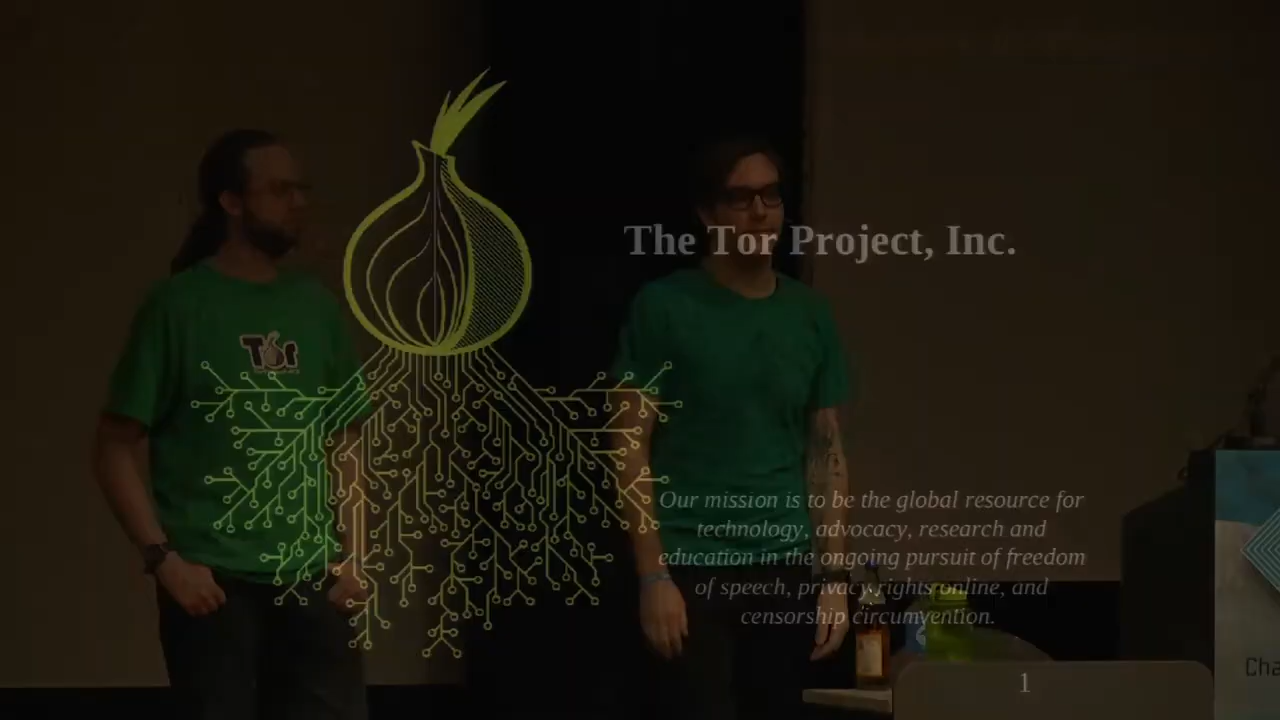 Tor
The Tor Project, Inc.
Our mission is to be the global resource for
technology, advocacy, research and
education in the ongoing pursuit of freedom
of speech, privacy rights online, and
censorship circumvention.
Cha
1